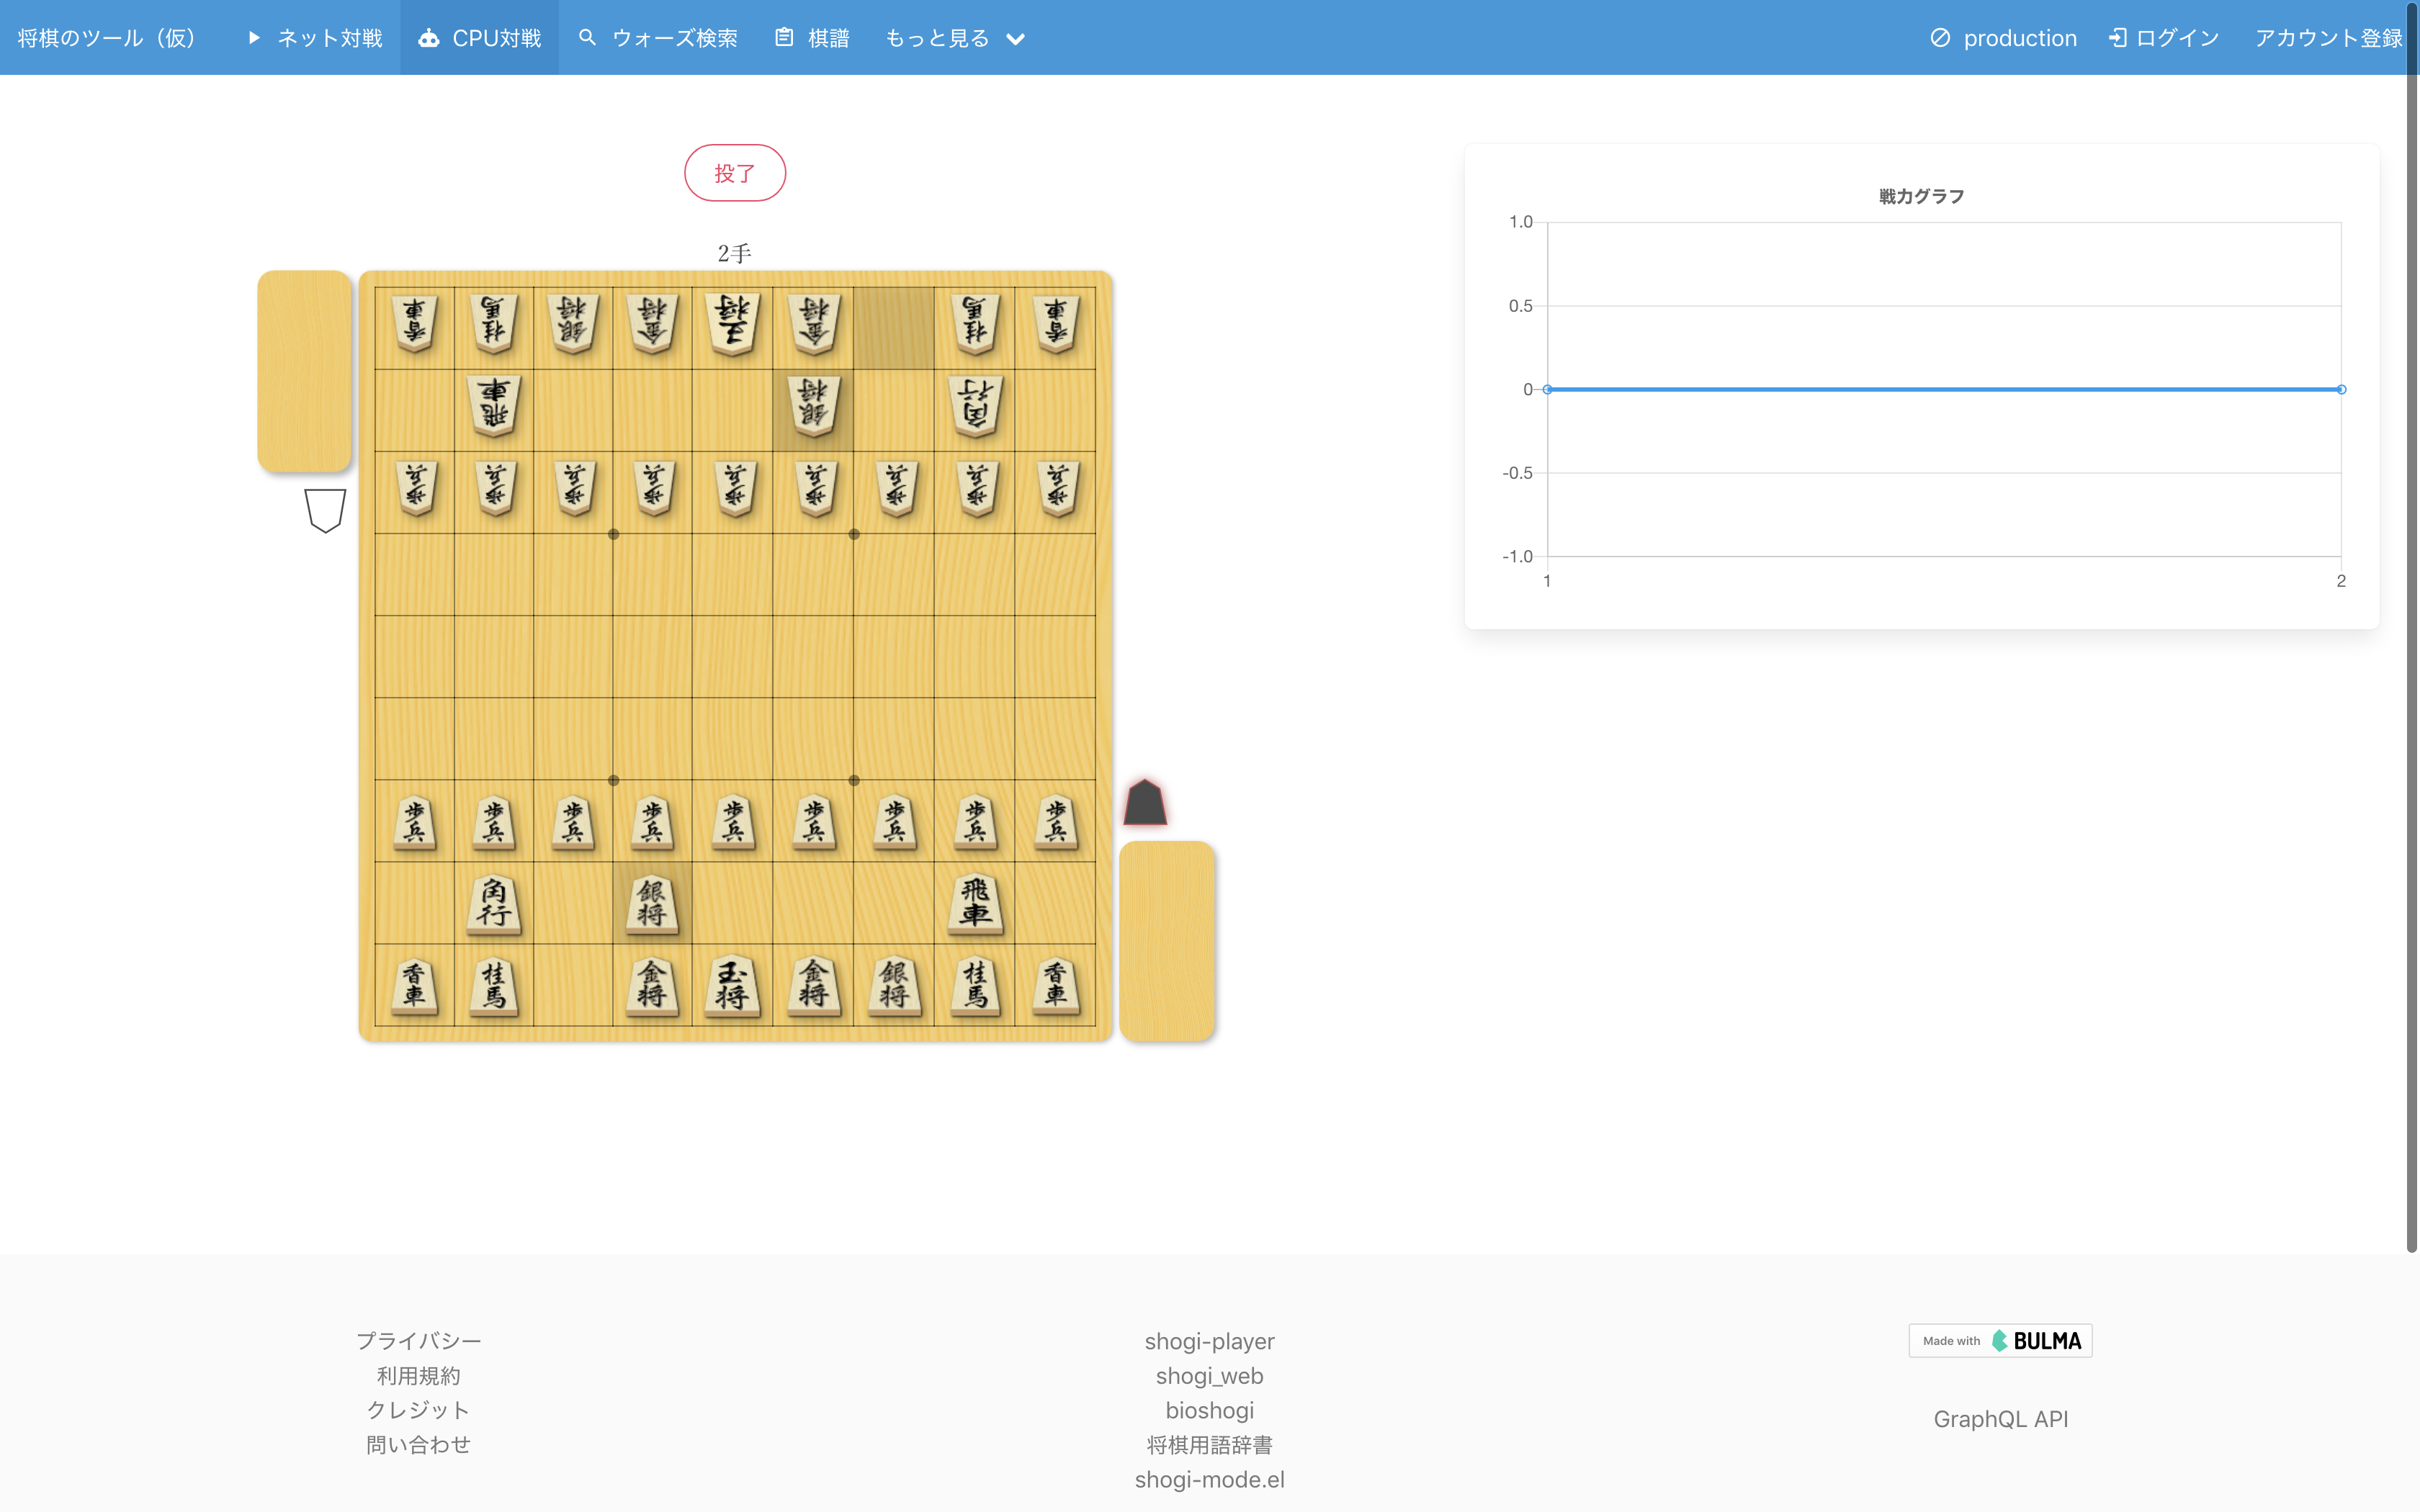 将棋のツール（仮） ネット対戦 CPU対戦 ウォーズ検索 棋譜 もっと見る production ログイン アカウント登録
投了
2手
香車 桂馬 銀将 金将 王将 金将 桂馬 香車
飛車 銀将 角行
歩兵 歩兵 歩兵 歩兵 歩兵 歩兵 歩兵 歩兵 歩兵
歩兵 歩兵 歩兵 歩兵 歩兵 歩兵 歩兵 歩兵 歩兵
角行 銀将 飛車
香車 桂馬 金将 玉将 金将 銀将 桂馬 香車
戦力グラフ
1.0
0.5
0
-0.5
-1.0
1 2
プライバシー
利用規約
クレジット
問い合わせ
shogi-player
shogi_web
bioshogi
将棋用語辞書
shogi-mode.el
Made with BULMA
GraphQL API